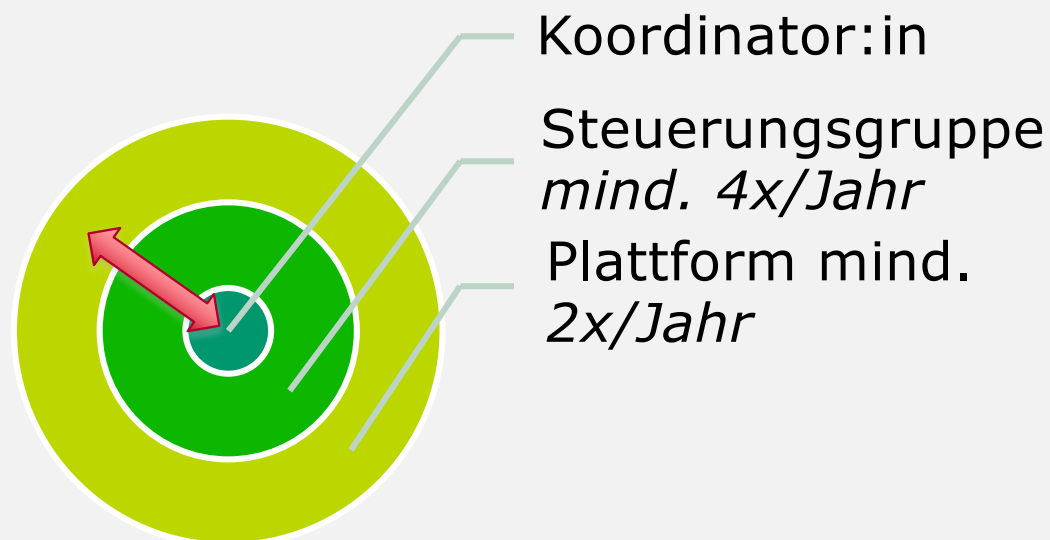 Koordinator:in
Steuerungsgruppe
mind. 4x/Jahr
Plattform mind.
2x/Jahr